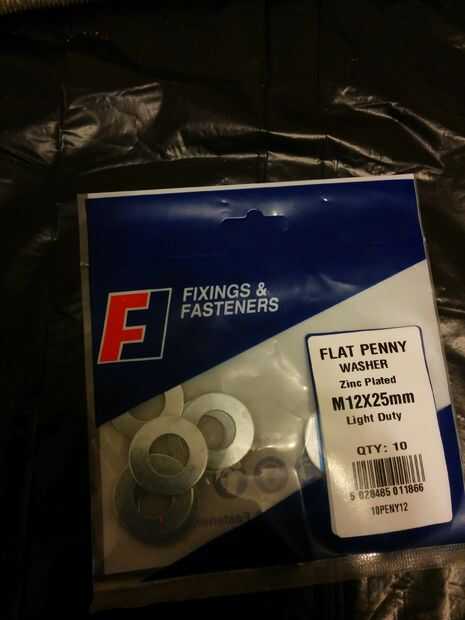 FIXINGS &
FASTENERS
FLAT PENNY
WASHER
Zinc Plated
M12X25mm
Light Duty
QTY: 10
5 028485 011866
10PENY12